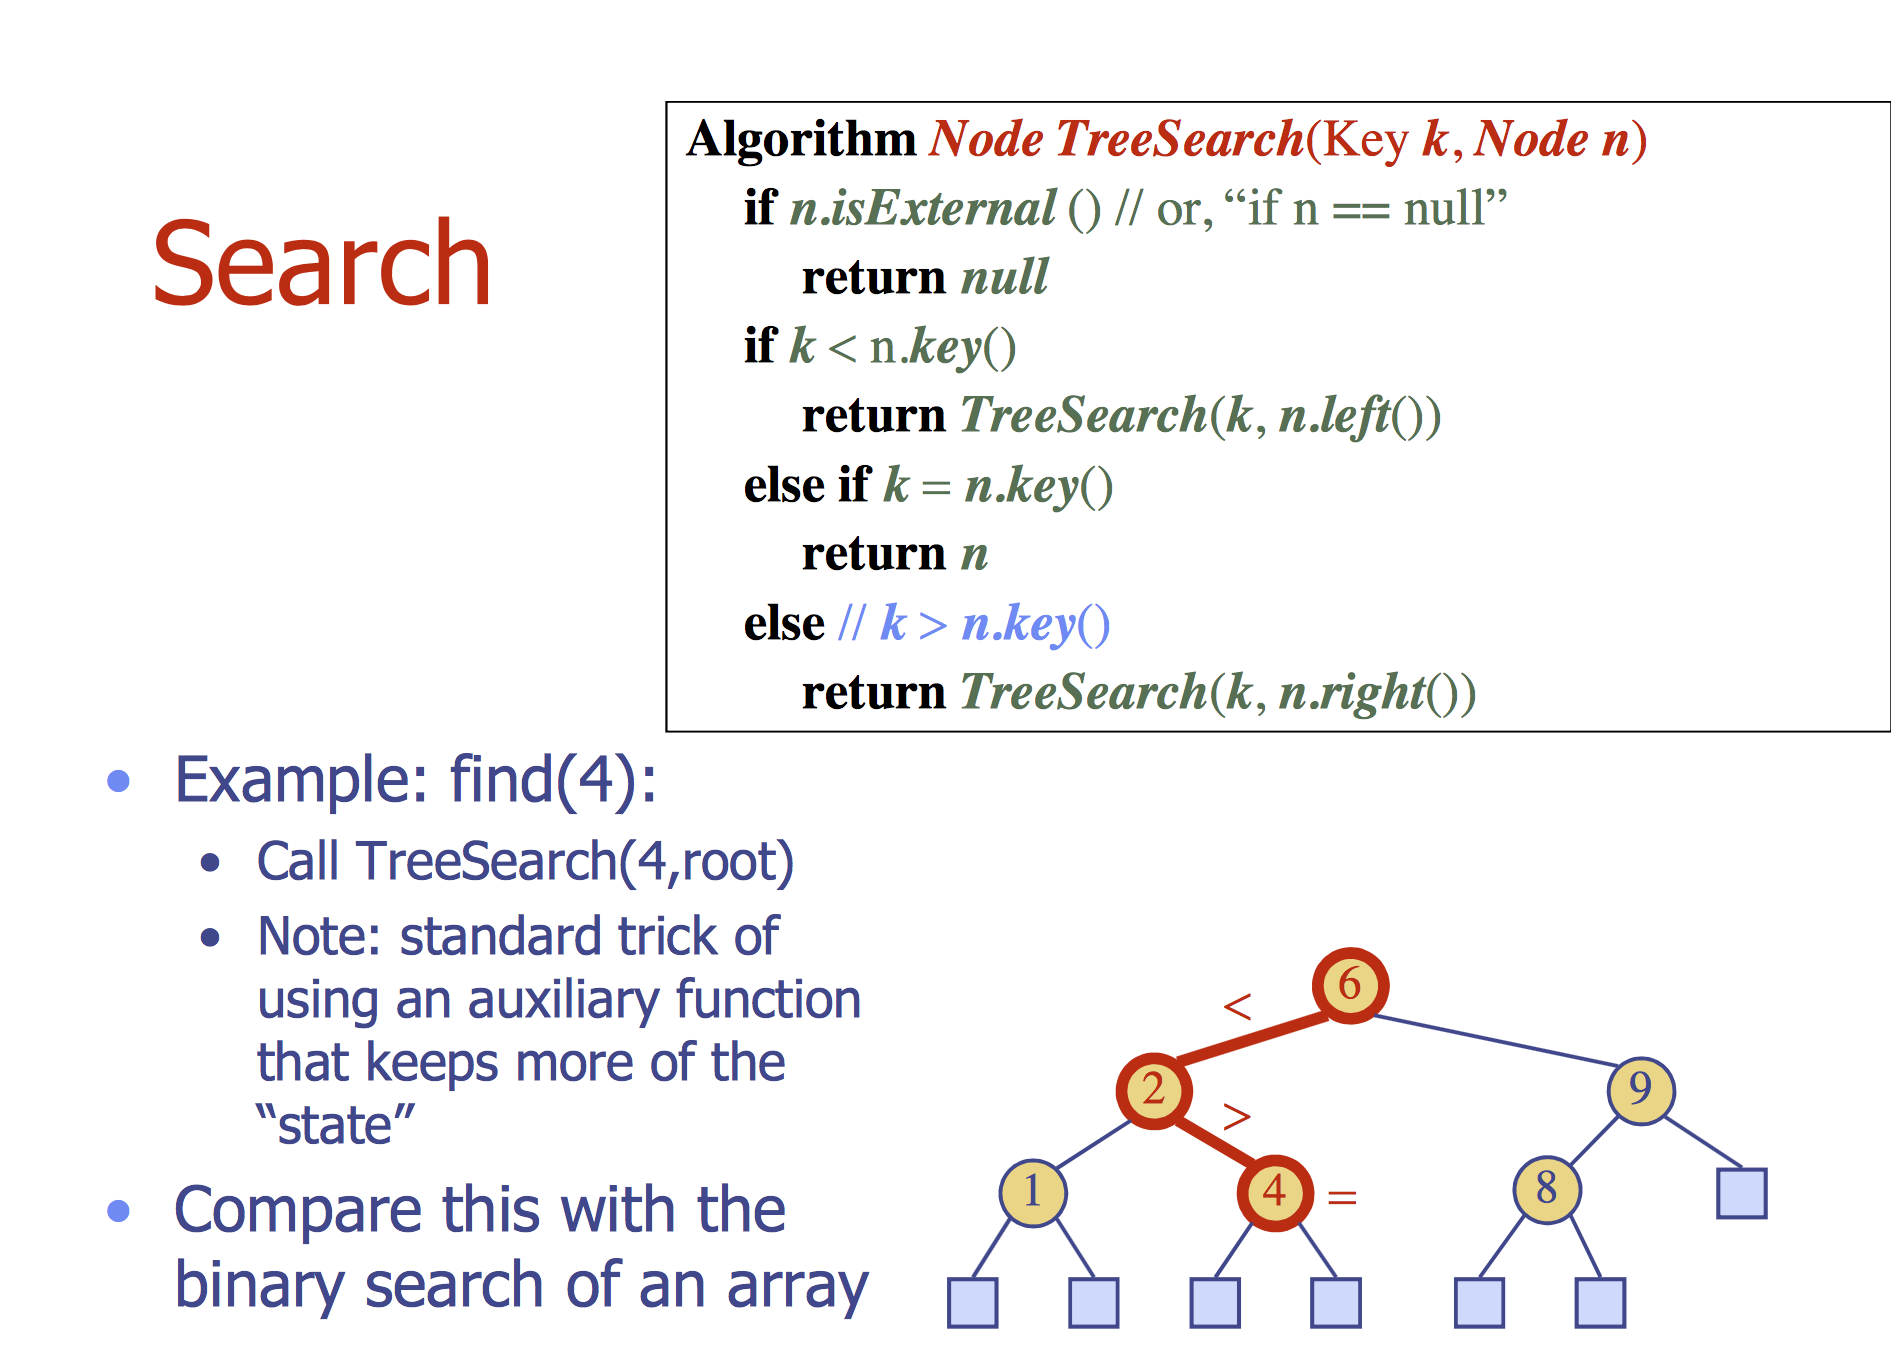 Search
Algorithm Node TreeSearch(Key k, Node n)
if n.isExternal () // or, “if n == null”
return null
if k < n.key()
return TreeSearch(k, n.left())
else if k = n.key()
return n
else // k > n.key()
return TreeSearch(k, n.right())
• Example: find(4):
• Call TreeSearch(4,root)
• Note: standard trick of
using an auxiliary function
that keeps more of the
“state”
• Compare this with the
binary search of an array
6
<
2
9
>
1
4 =
8